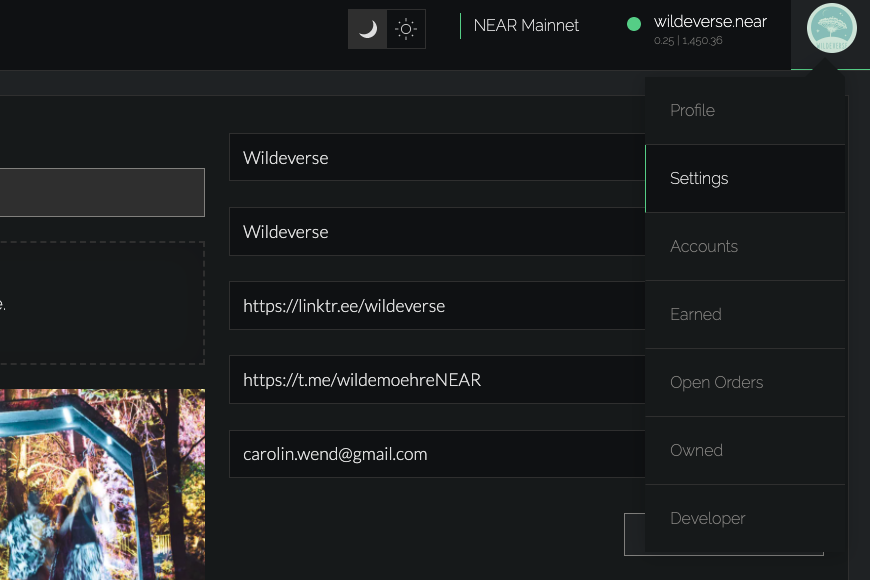 NEAR Mainnet
wildeverse.near
0.25 | 1,450.36
WILDEVERSE
Profile
Wildeverse
Settings
Wildeverse
Accounts
e.
https://linktr.ee/wildeverse
Earned
https://t.me/wildemoehreNEAR
Open Orders
carolin.wend@gmail.com
Owned
Developer